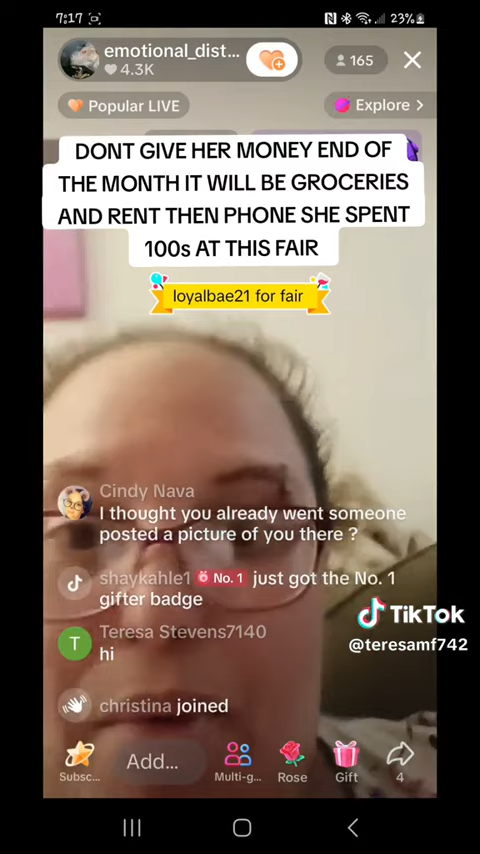 7:17
23%
emotional_dist...
4.3K
165
Popular LIVE
Explore >
DONT GIVE HER MONEY END OF
THE MONTH IT WILL BE GROCERIES
AND RENT THEN PHONE SHE SPENT
100s AT THIS FAIR
loyalbae21 for fair
Cindy Nava
I thought you already went someone
posted a picture of you there ?
shaykahle1 No. 1 just got the No. 1
gifter badge
Teresa Stevens7140
T
hi
christina joined
TikTok
@teresamf742
Add...
Subsc...
Multi-g...
Rose
Gift
4